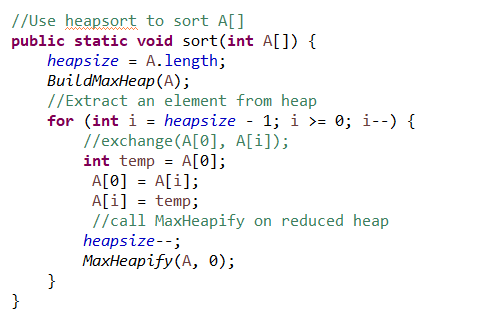 //Use heapsort to sort A[]
public static void sort(int A[]) {
    heapsize = A.length;
    BuildMaxHeap(A);
    //Extract an element from heap
    for (int i = heapsize - 1; i >= 0; i--) {
        //exchange(A[0], A[i]);
        int temp = A[0];
         A[0] = A[i];
         A[i] = temp;
         //call MaxHeapify on reduced heap
        heapsize--;
        MaxHeapify(A, 0);
    }
}